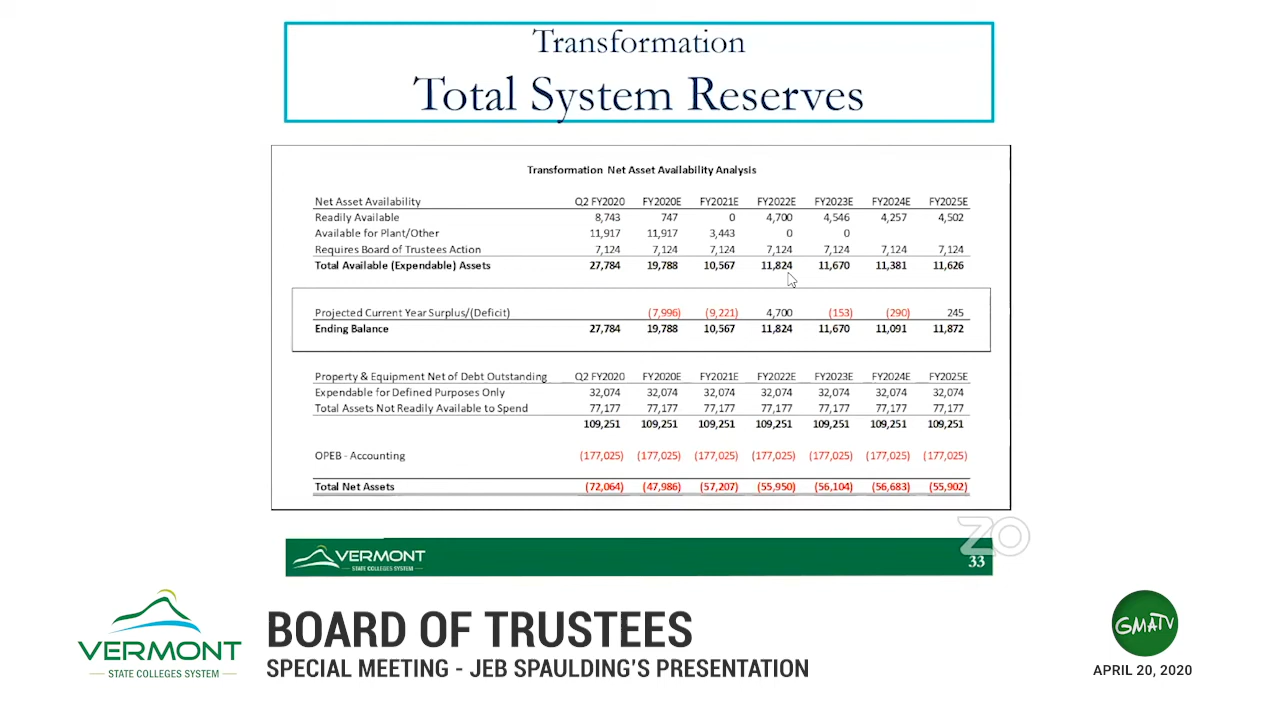 Transformation
Total System Reserves
Transformation Net Asset Availability Analysis
Net Asset Availability Q2 FY2020 FY2020E FY2021E FY2022E FY2023E FY2024E FY2025E
Readily Available 8,743 747 0 4,700 4,546 4,257 4,502
Available for Plant/Other 11,917 11,917 3,443 0 0
Requires Board of Trustees Action 7,124 7,124 7,124 7,124 7,124 7,124 7,124
Total Available (Expendable) Assets 27,784 19,788 10,567 11,824 11,670 11,381 11,626
Projected Current Year Surplus/(Deficit) (7,996) (9,221) 4,700 (153) (290) 245
Ending Balance 27,784 19,788 10,567 11,824 11,670 11,091 11,872
Property & Equipment Net of Debt Outstanding Q2 FY2020 FY2020E FY2021E FY2022E FY2023E FY2024E FY2025E
Expendable for Defined Purposes Only 32,074 32,074 32,074 32,074 32,074 32,074 32,074
Total Assets Not Readily Available to Spend 77,177 77,177 77,177 77,177 77,177 77,177 77,177
109,251 109,251 109,251 109,251 109,251 109,251 109,251
OPEB - Accounting (177,025) (177,025) (177,025) (177,025) (177,025) (177,025) (177,025)
Total Net Assets (72,064) (47,986) (57,207) (55,950) (56,104) (56,683) (55,902)
VERMONT
STATE COLLEGES SYSTEM
ZO
33
VERMONT
STATE COLLEGES SYSTEM
BOARD OF TRUSTEES
SPECIAL MEETING - JEB SPAULDING'S PRESENTATION
GMATV
APRIL 20, 2020